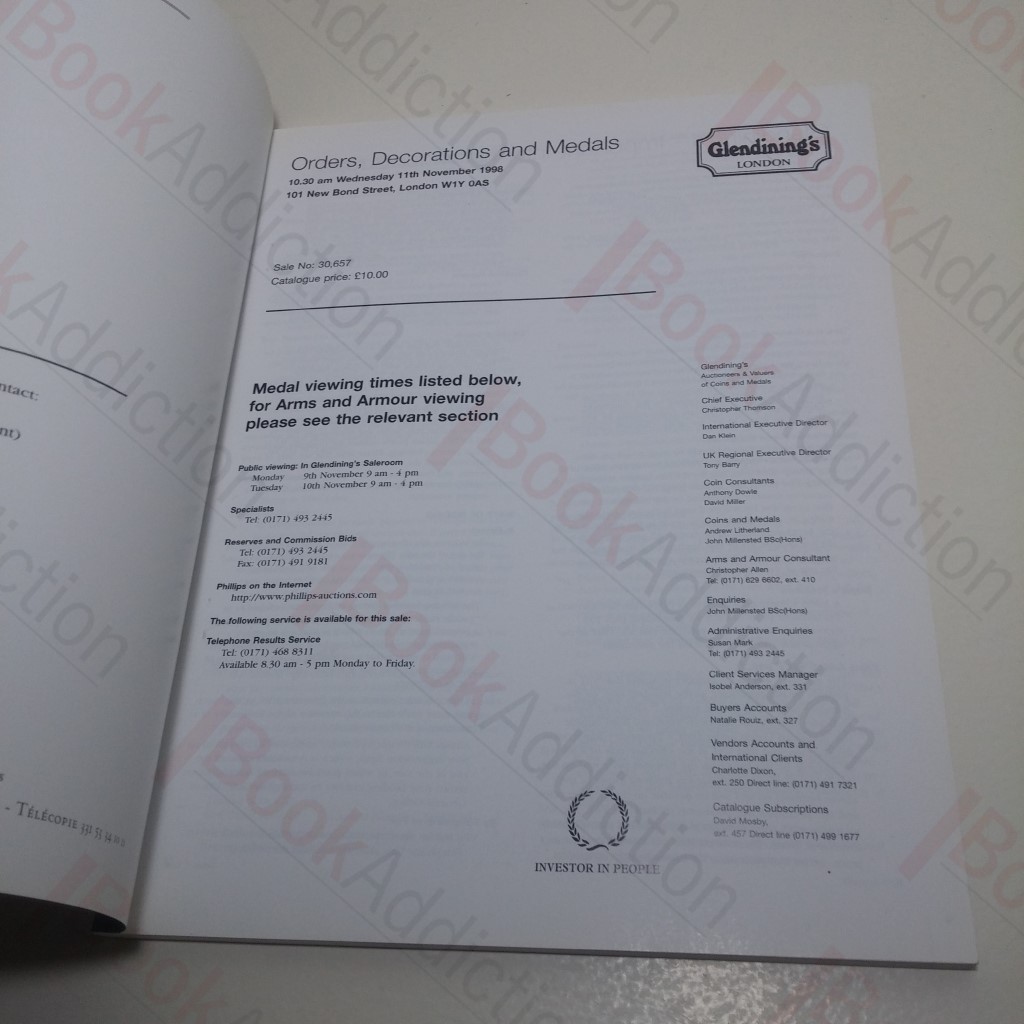 Orders, Decorations and Medals
10.30 am Wednesday 11th November 1998
101 New Bond Street, London W1Y 0AS
Glendining's
LONDON
Sale No: 30,657
Catalogue price: £10.00
Medal viewing times listed below,
for Arms and Armour viewing
please see the relevant section
Public viewing: In Glendining's Saleroom
Monday 9th November 9 am - 4 pm
Tuesday 10th November 9 am - 4 pm
Specialists
Tel: (0171) 493 2445
Reserves and Commission Bids
Tel: (0171) 493 2445
Fax: (0171) 491 9181
Phillips on the Internet
http://www.phillips-auctions.com
The following service is available for this sale:
Telephone Results Service
Tel: (0171) 468 8311
Available 8.30 am - 5 pm Monday to Friday.
Glendining's
Auctioneers & Valuers
of Coins and Medals
Chief Executive
Christopher Thomson
International Executive Director
Dan Klein
UK Regional Executive Director
Tony Barry
Coin Consultants
Anthony Dowle
David Miller
Coins and Medals
Andrew Litherland
John Millensted BSc(Hons)
Arms and Armour Consultant
Christopher Allen
Tel: (0171) 629 6602, ext. 410
Enquiries
John Millensted BSc(Hons)
Administrative Enquiries
Susan Mark
Tel: (0171) 493 2445
Client Services Manager
Isobel Anderson, ext. 331
Buyers Accounts
Natalie Rouiz, ext. 327
Vendors Accounts and
International Clients
Charlotte Dixon,
ext. 250 Direct line: (0171) 491 7321
Catalogue Subscriptions
David Mosby,
ext. 457 Direct line (0171) 499 1677
INVESTOR IN PEOPLE
ntact:
nt)
s
- TÉLÉCOPIE 331 53
BookAddiction